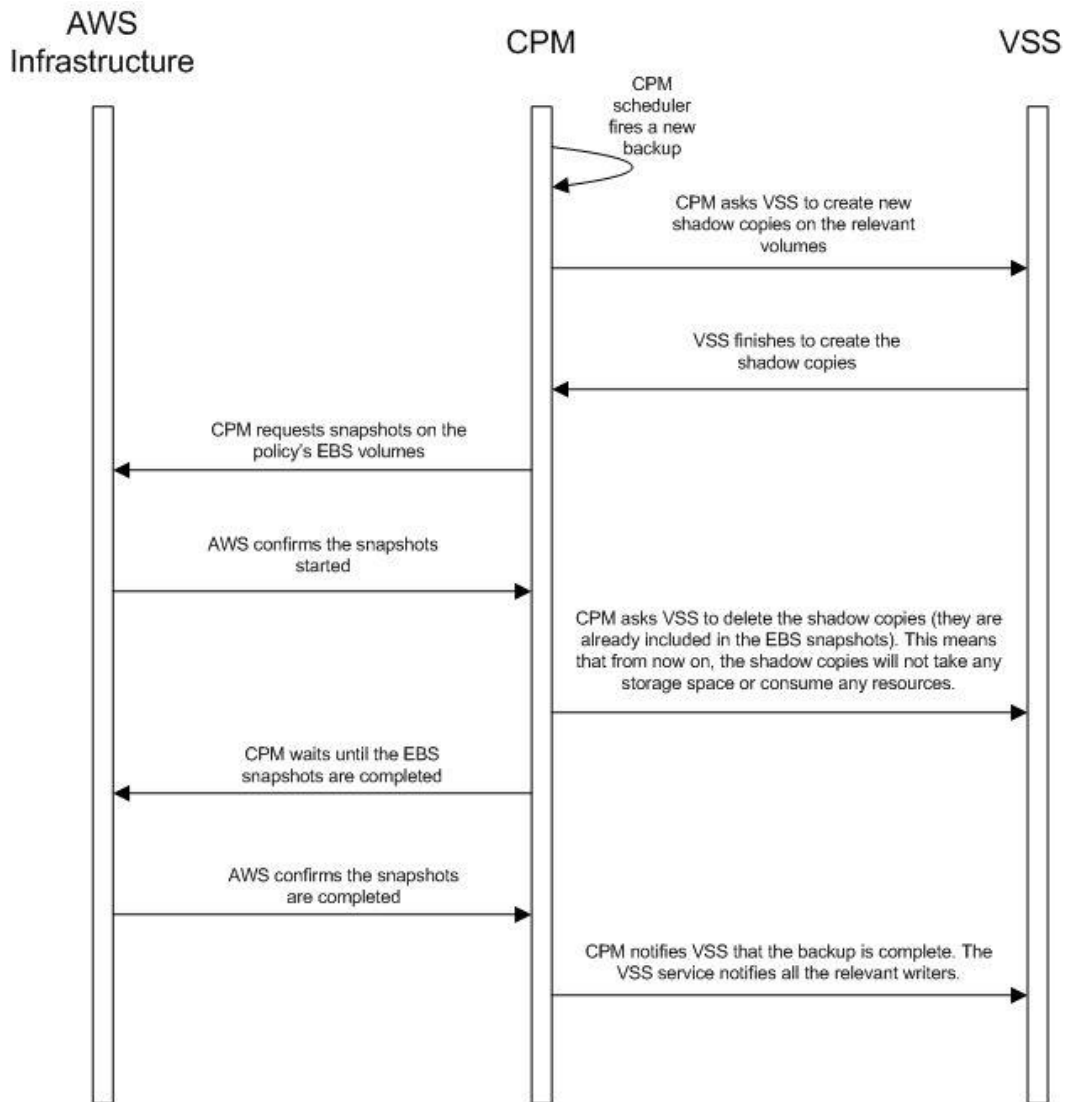 AWS
Infrastructure
CPM
VSS
CPM
scheduler
fires a new
backup
CPM asks VSS to create new
shadow copies on the relevant
volumes
VSS finishes to create the
shadow copies
CPM requests snapshots on the
policy's EBS volumes
AWS confirms the snapshots
started
CPM asks VSS to delete the shadow copies (they are
already included in the EBS snapshots). This means
that from now on, the shadow copies will not take any
storage space or consume any resources.
CPM waits until the EBS
snapshots are completed
AWS confirms the snapshots
are completed
CPM notifies VSS that the backup is complete. The
VSS service notifies all the relevant writers.